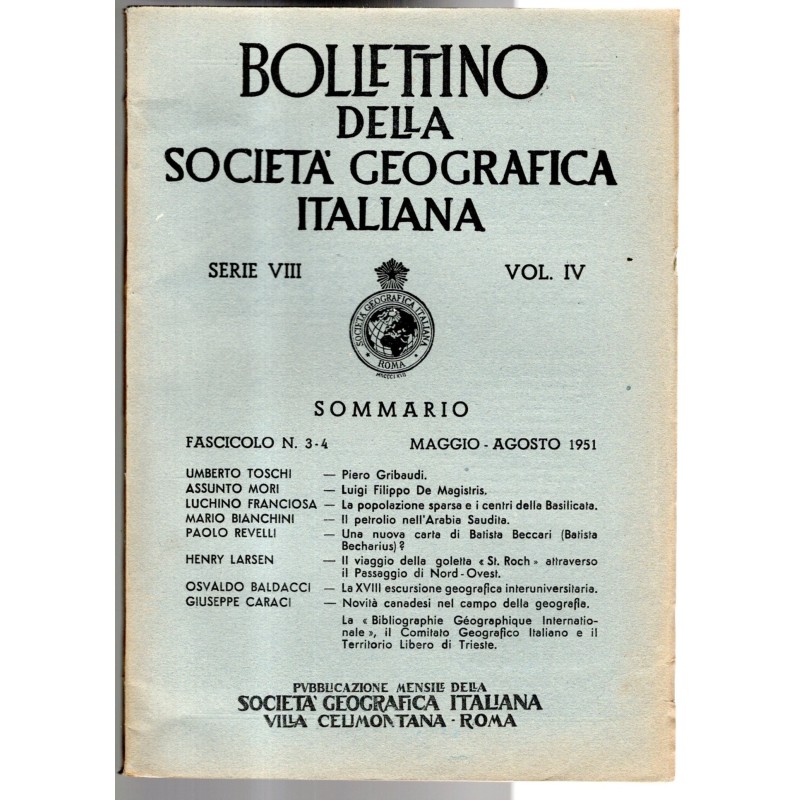 BOLLETTINO
DELLA
SOCIETÀ GEOGRAFICA
ITALIANA
SERIE VIII VOL. IV
SOCIETÀ GEOGRAFICA ITALIANA
ROMA
SOMMARIO
FASCICOLO N. 3-4 MAGGIO - AGOSTO 1951
UMBERTO TOSCHI — Piero Gribaudi.
ASSUNTO MORI — Luigi Filippo De Magistris.
LUCHINO FRANCIOSA — La popolazione sparsa e i centri della Basilicata.
MARIO BIANCHINI — Il petrolio nell'Arabia Saudita.
PAOLO REVELLI — Una nuova carta di Batista Beccari (Batista
Becharius)?
HENRY LARSEN — Il viaggio della goletta « St. Roch » attraverso
il Passaggio di Nord-Ovest.
OSVALDO BALDACCI — La XVIII escursione geografica interuniversitaria.
GIUSEPPE CARACI — Novità canadesi nel campo della geografia.
La « Bibliographie Géographique Internatio-
nale », il Comitato Geografico Italiano e il
Territorio Libero di Trieste.
PVBBLICAZIONE MENSILE DELLA
SOCIETÀ GEOGRAFICA ITALIANA
VILLA CELIMONTANA - ROMA